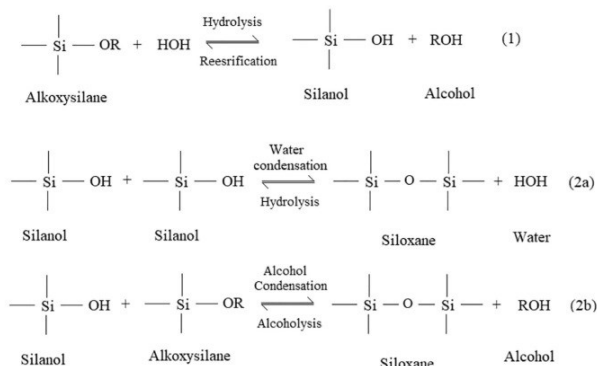 Hydrolysis
Si — OR + HOH Si — OH + ROH (1)
Reesrification
Alkoxysilane Silanol Alcohol
Water
condensation
Si — OH + Si — OH Si — O — Si + HOH (2a)
Hydrolysis
Silanol Silanol Siloxane Water
Alcohol
Condensation
Si — OH + Si — OR Si — O — Si + ROH (2b)
Alcoholysis
Silanol Alkoxysilane Siloxane Alcohol